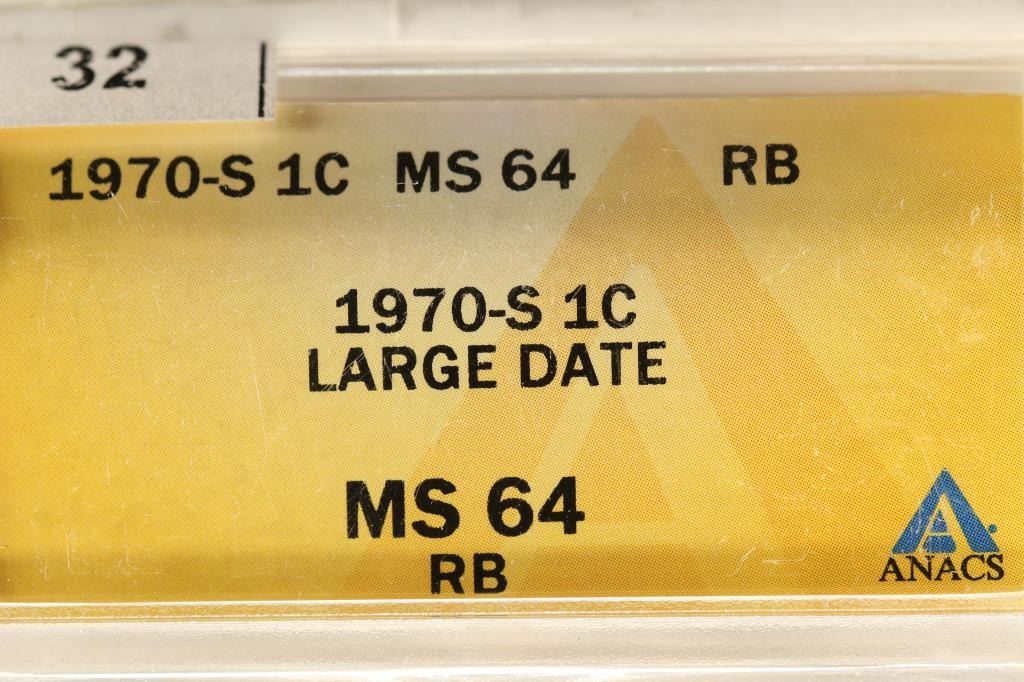 32
1970-S 1C MS 64 RB
1970-S 1C
LARGE DATE
MS 64
RB
ANACS